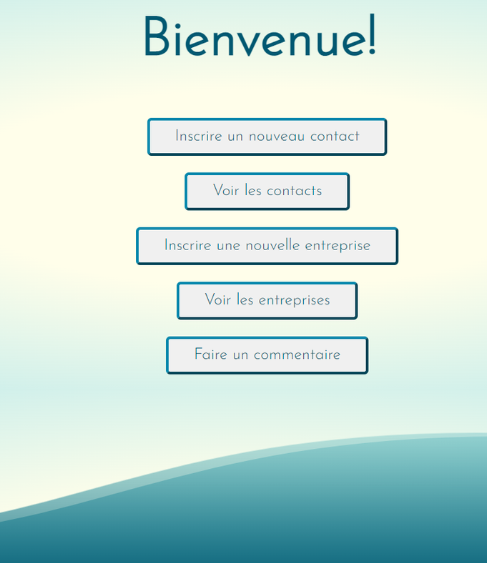 Bienvenue!
Inscrire un nouveau contact
Voir les contacts
Inscrire une nouvelle entreprise
Voir les entreprises
Faire un commentaire